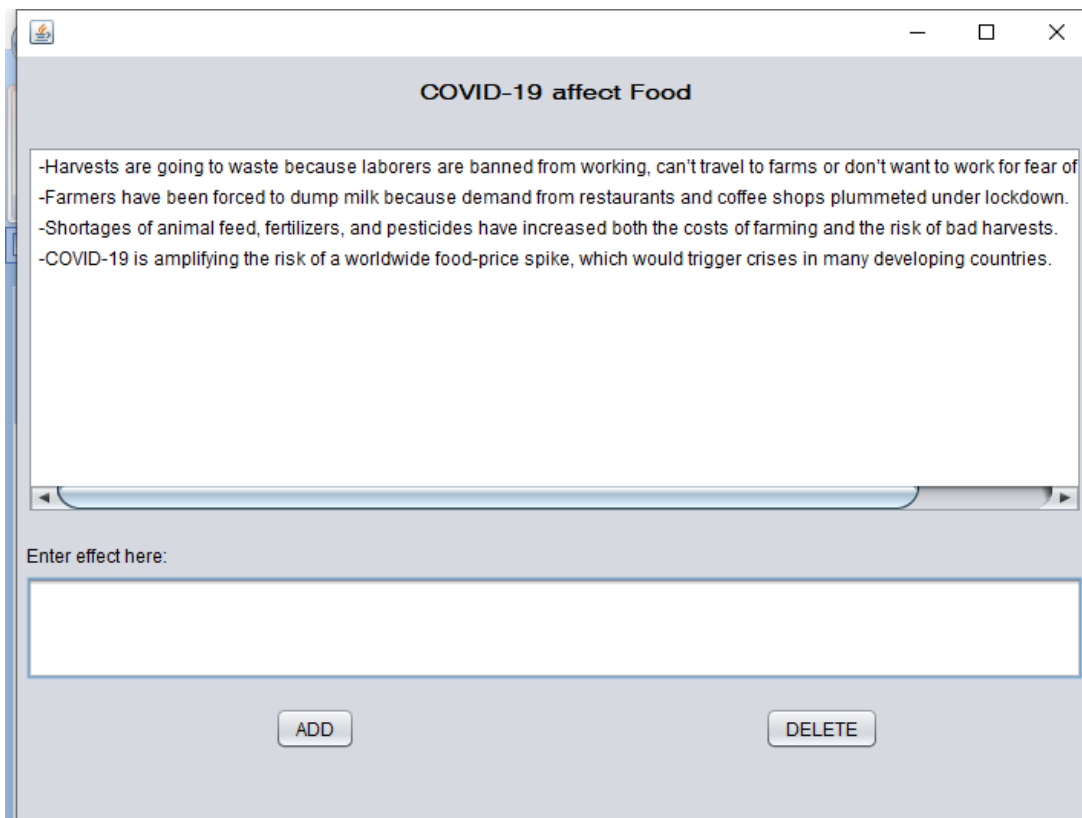 COVID-19 affect Food
-Harvests are going to waste because laborers are banned from working, can't travel to farms or don't want to work for fear of
-Farmers have been forced to dump milk because demand from restaurants and coffee shops plummeted under lockdown.
-Shortages of animal feed, fertilizers, and pesticides have increased both the costs of farming and the risk of bad harvests.
-COVID-19 is amplifying the risk of a worldwide food-price spike, which would trigger crises in many developing countries.
Enter effect here:
ADD
DELETE